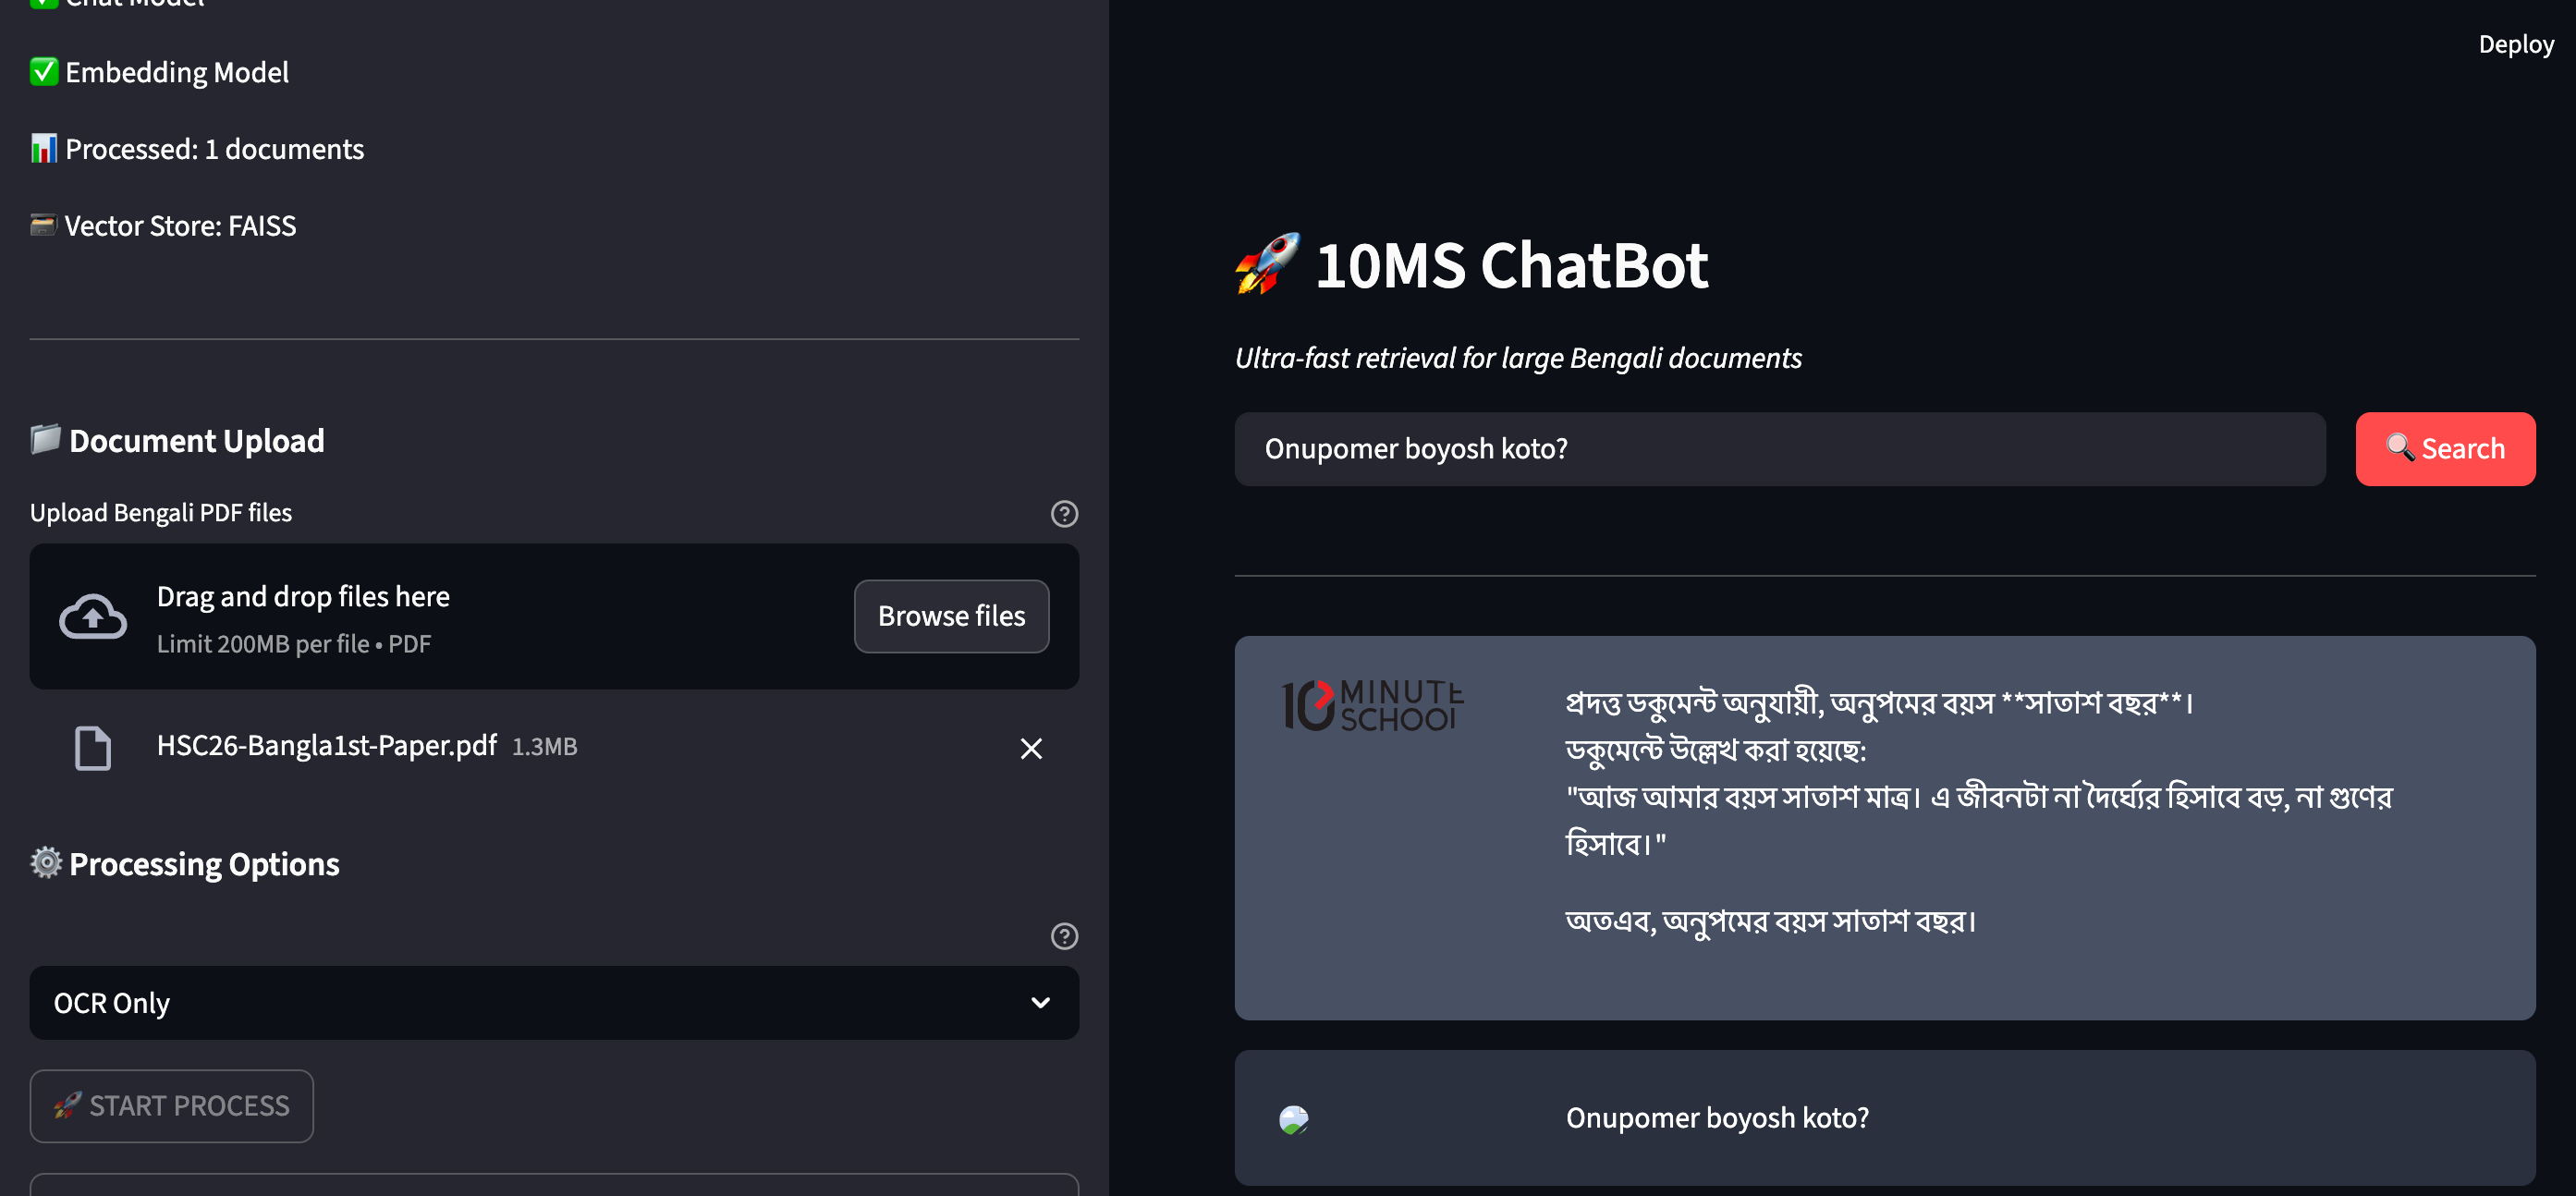 Chat Model
Embedding Model
Processed: 1 documents
Vector Store: FAISS
Document Upload
Upload Bengali PDF files
Drag and drop files here
Limit 200MB per file • PDF
Browse files
HSC26-Bangla1st-Paper.pdf 1.3MB
Processing Options
OCR Only
START PROCESS
Deploy
10MS ChatBot
Ultra-fast retrieval for large Bengali documents
Onupomer boyosh koto?
Search
10 MINUTE
SCHOOL
প্রদত্ত ডকুমেন্ট অনুযায়ী, অনুপমের বয়স **সাতাশ বছর**।
ডকুমেন্টে উল্লেখ করা হয়েছে:
"আজ আমার বয়স সাতাশ মাত্র। এ জীবনটা না দৈর্ঘ্যের হিসাবে বড়, না গুণের
হিসাবে।"
অতএব, অনুপমের বয়স সাতাশ বছর।
Onupomer boyosh koto?